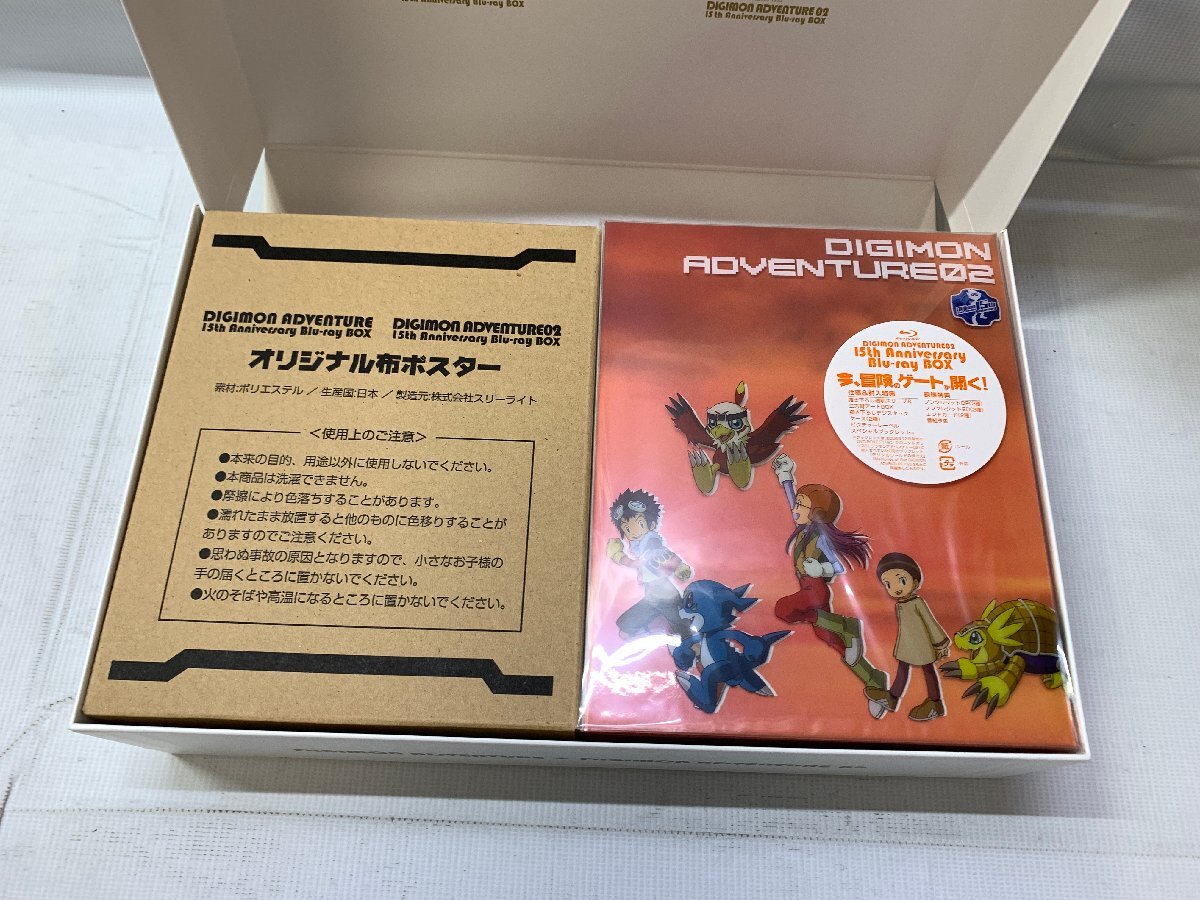 15th Anniversary Blu-ray BOX
DIGIMON ADVENTURE 02
15th Anniversary Blu-ray BOX
DIGIMON ADVENTURE
15th Anniversary Blu-ray BOX
DIGIMON ADVENTURE02
15th Anniversary Blu-ray BOX
オリジナル布ポスター
素材:ポリエステル / 生産国:日本 / 製造元:株式会社スリーライト
<使用上のご注意>
●本来の目的、用途以外に使用しないでください。
●本商品は洗濯できません。
●摩擦により色落ちすることがあります。
●濡れたまま放置すると他のものに色移りすることが
ありますのでご注意ください。
●思わぬ事故の原因となりますので、小さなお子様の
手の届くところに置かないでください。
●火のそばや高温になるところに置かないでください。
DIGIMON
ADVENTURE02
DIGIMON ADVENTURE02
15th Anniversary
Blu-ray BOX
今、冒険のゲートが開く!